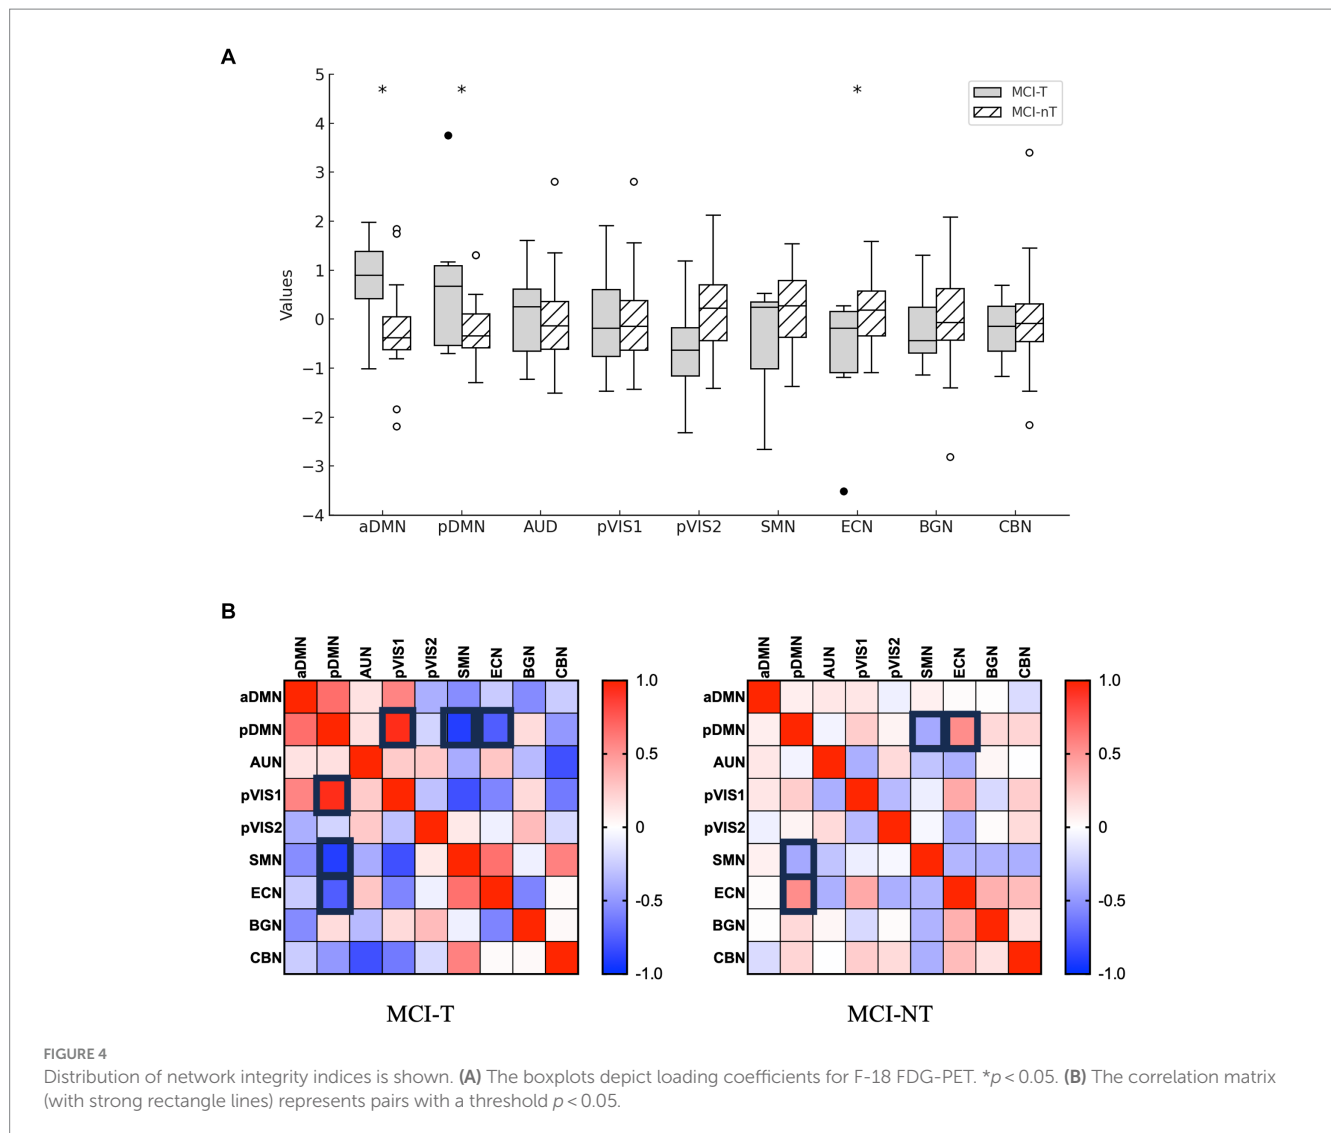 A
*
*
*
MCI-T
MCI-nT
5
4
3
2
1
0
−1
−2
−3
−4
Values
aDMN pDMN AUD pVIS1 pVIS2 SMN ECN BGN CBN
B
aDMN pDMN AUN pVIS1 pVIS2 SMN ECN BGN CBN
aDMN
pDMN
AUN
pVIS1
pVIS2
SMN
ECN
BGN
CBN
1.0
0.5
0
-0.5
-1.0
MCI-T
aDMN pDMN AUN pVIS1 pVIS2 SMN ECN BGN CBN
aDMN
pDMN
AUN
pVIS1
pVIS2
SMN
ECN
BGN
CBN
1.0
0.5
0
-0.5
-1.0
MCI-NT
FIGURE 4
Distribution of network integrity indices is shown. (A) The boxplots depict loading coefficients for F-18 FDG-PET. *p < 0.05. (B) The correlation matrix
(with strong rectangle lines) represents pairs with a threshold p < 0.05.